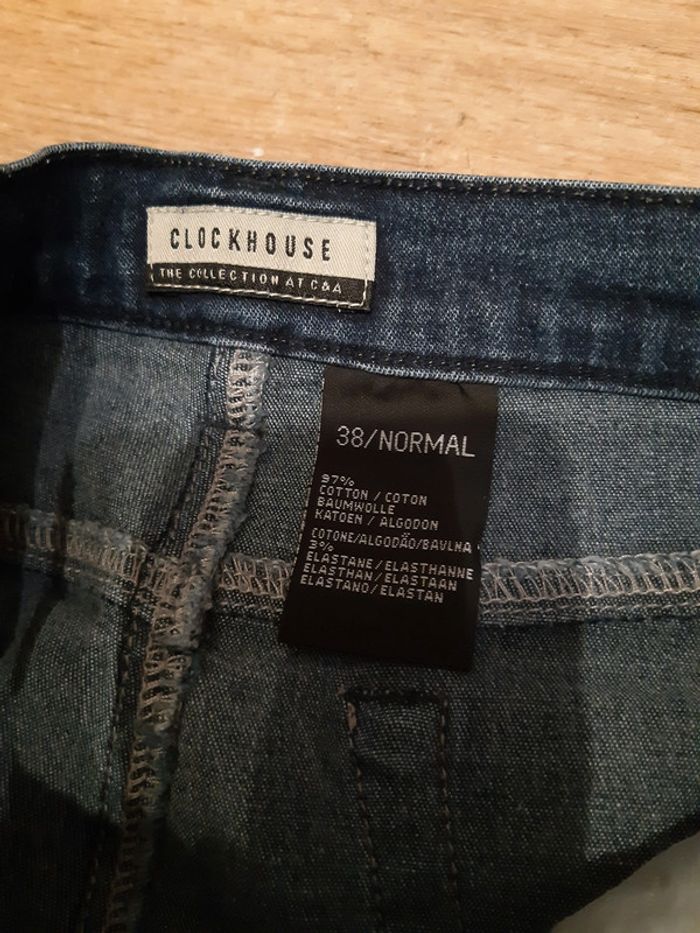 CLOCKHOUSE
THE COLLECTION AT C&A
38/NORMAL
97%
COTTON / COTON
BAUMWOLLE
KATOEN / ALGODON
COTONE/ALGODÃO/BAVLNA
3%
ELASTANE/ELASTHANNE
ELASTHAN/ELASTAAN
ELASTANO/ELASTAN